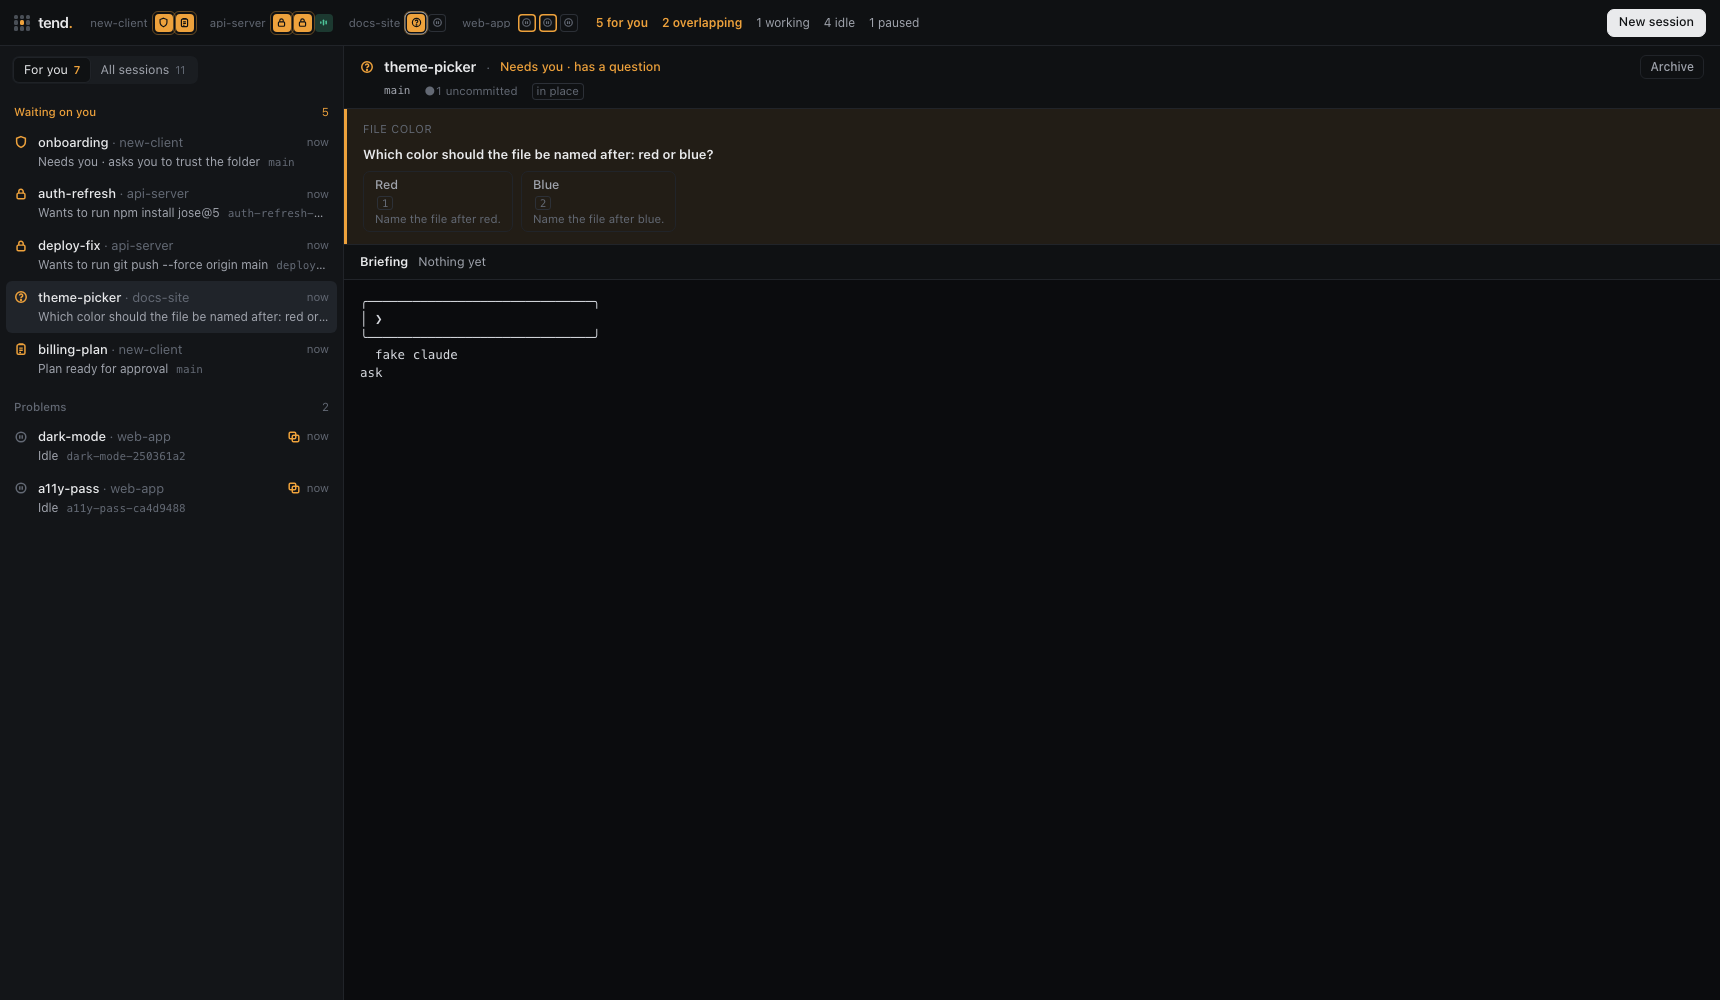 tend. new-client api-server docs-site web-app 5 for you 2 overlapping 1 working 4 idle 1 paused New session
For you 7 All sessions 11
Waiting on you 5
onboarding · new-client now
Needs you · asks you to trust the folder main
auth-refresh · api-server now
Wants to run npm install jose@5 auth-refresh-…
deploy-fix · api-server now
Wants to run git push --force origin main deploy…
theme-picker · docs-site now
Which color should the file be named after: red or…
billing-plan · new-client now
Plan ready for approval main
Problems 2
dark-mode · web-app now
Idle dark-mode-250361a2
a11y-pass · web-app now
Idle a11y-pass-ca4d9488
theme-picker · Needs you · has a question Archive
main 1 uncommitted in place
FILE COLOR
Which color should the file be named after: red or blue?
Red Blue
1 2
Name the file after red. Name the file after blue.
Briefing Nothing yet
❯
fake claude
ask